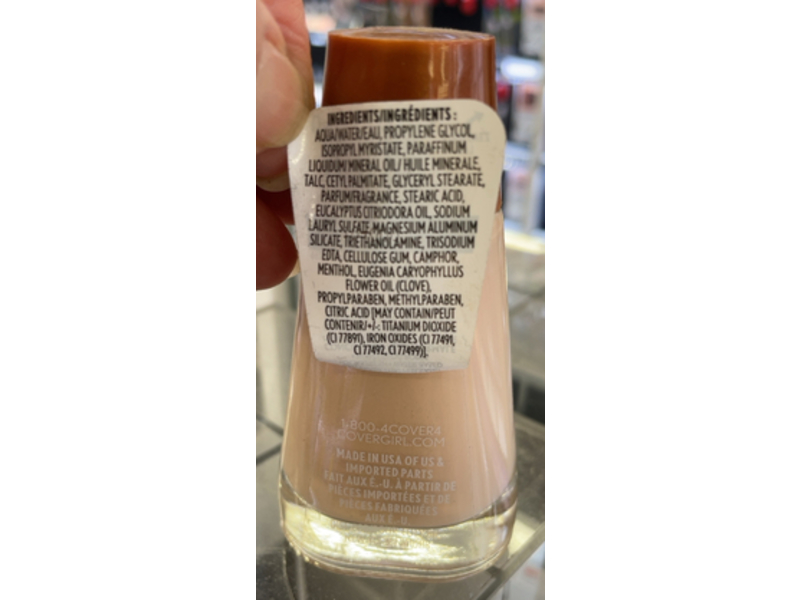 INGREDIENTS/INGRÉDIENTS :
AQUA/WATER/EAU, PROPYLENE GLYCOL,
ISOPROPYL MYRISTATE, PARAFFINUM
LIQUIDUM/ MINERAL OIL/ HUILE MINERALE,
TALC, CETYL PALMITATE, GLYCERYL STEARATE,
PARFUM/FRAGRANCE, STEARIC ACID,
EUCALYPTUS CITRIODORA OIL, SODIUM
LAURYL SULFATE, MAGNESIUM ALUMINUM
SILICATE, TRIETHANOLAMINE, TRISODIUM
EDTA, CELLULOSE GUM, CAMPHOR,
MENTHOL, EUGENIA CARYOPHYLLUS
FLOWER OIL (CLOVE),
PROPYLPARABEN, METHYLPARABEN,
CITRIC ACID [MAY CONTAIN/PEUT
CONTENIR/+/-: TITANIUM DIOXIDE
(CI 77891), IRON OXIDES (CI 77491,
CI 77492, CI 77499)].
1-800-4COVER4
COVERGIRL.COM
MADE IN USA OF US &
IMPORTED PARTS
FAIT AUX É.-U. À PARTIR DE
PIÈCES IMPORTÉES ET DE
PIÈCES FABRIQUÉES
AUX É.-U.